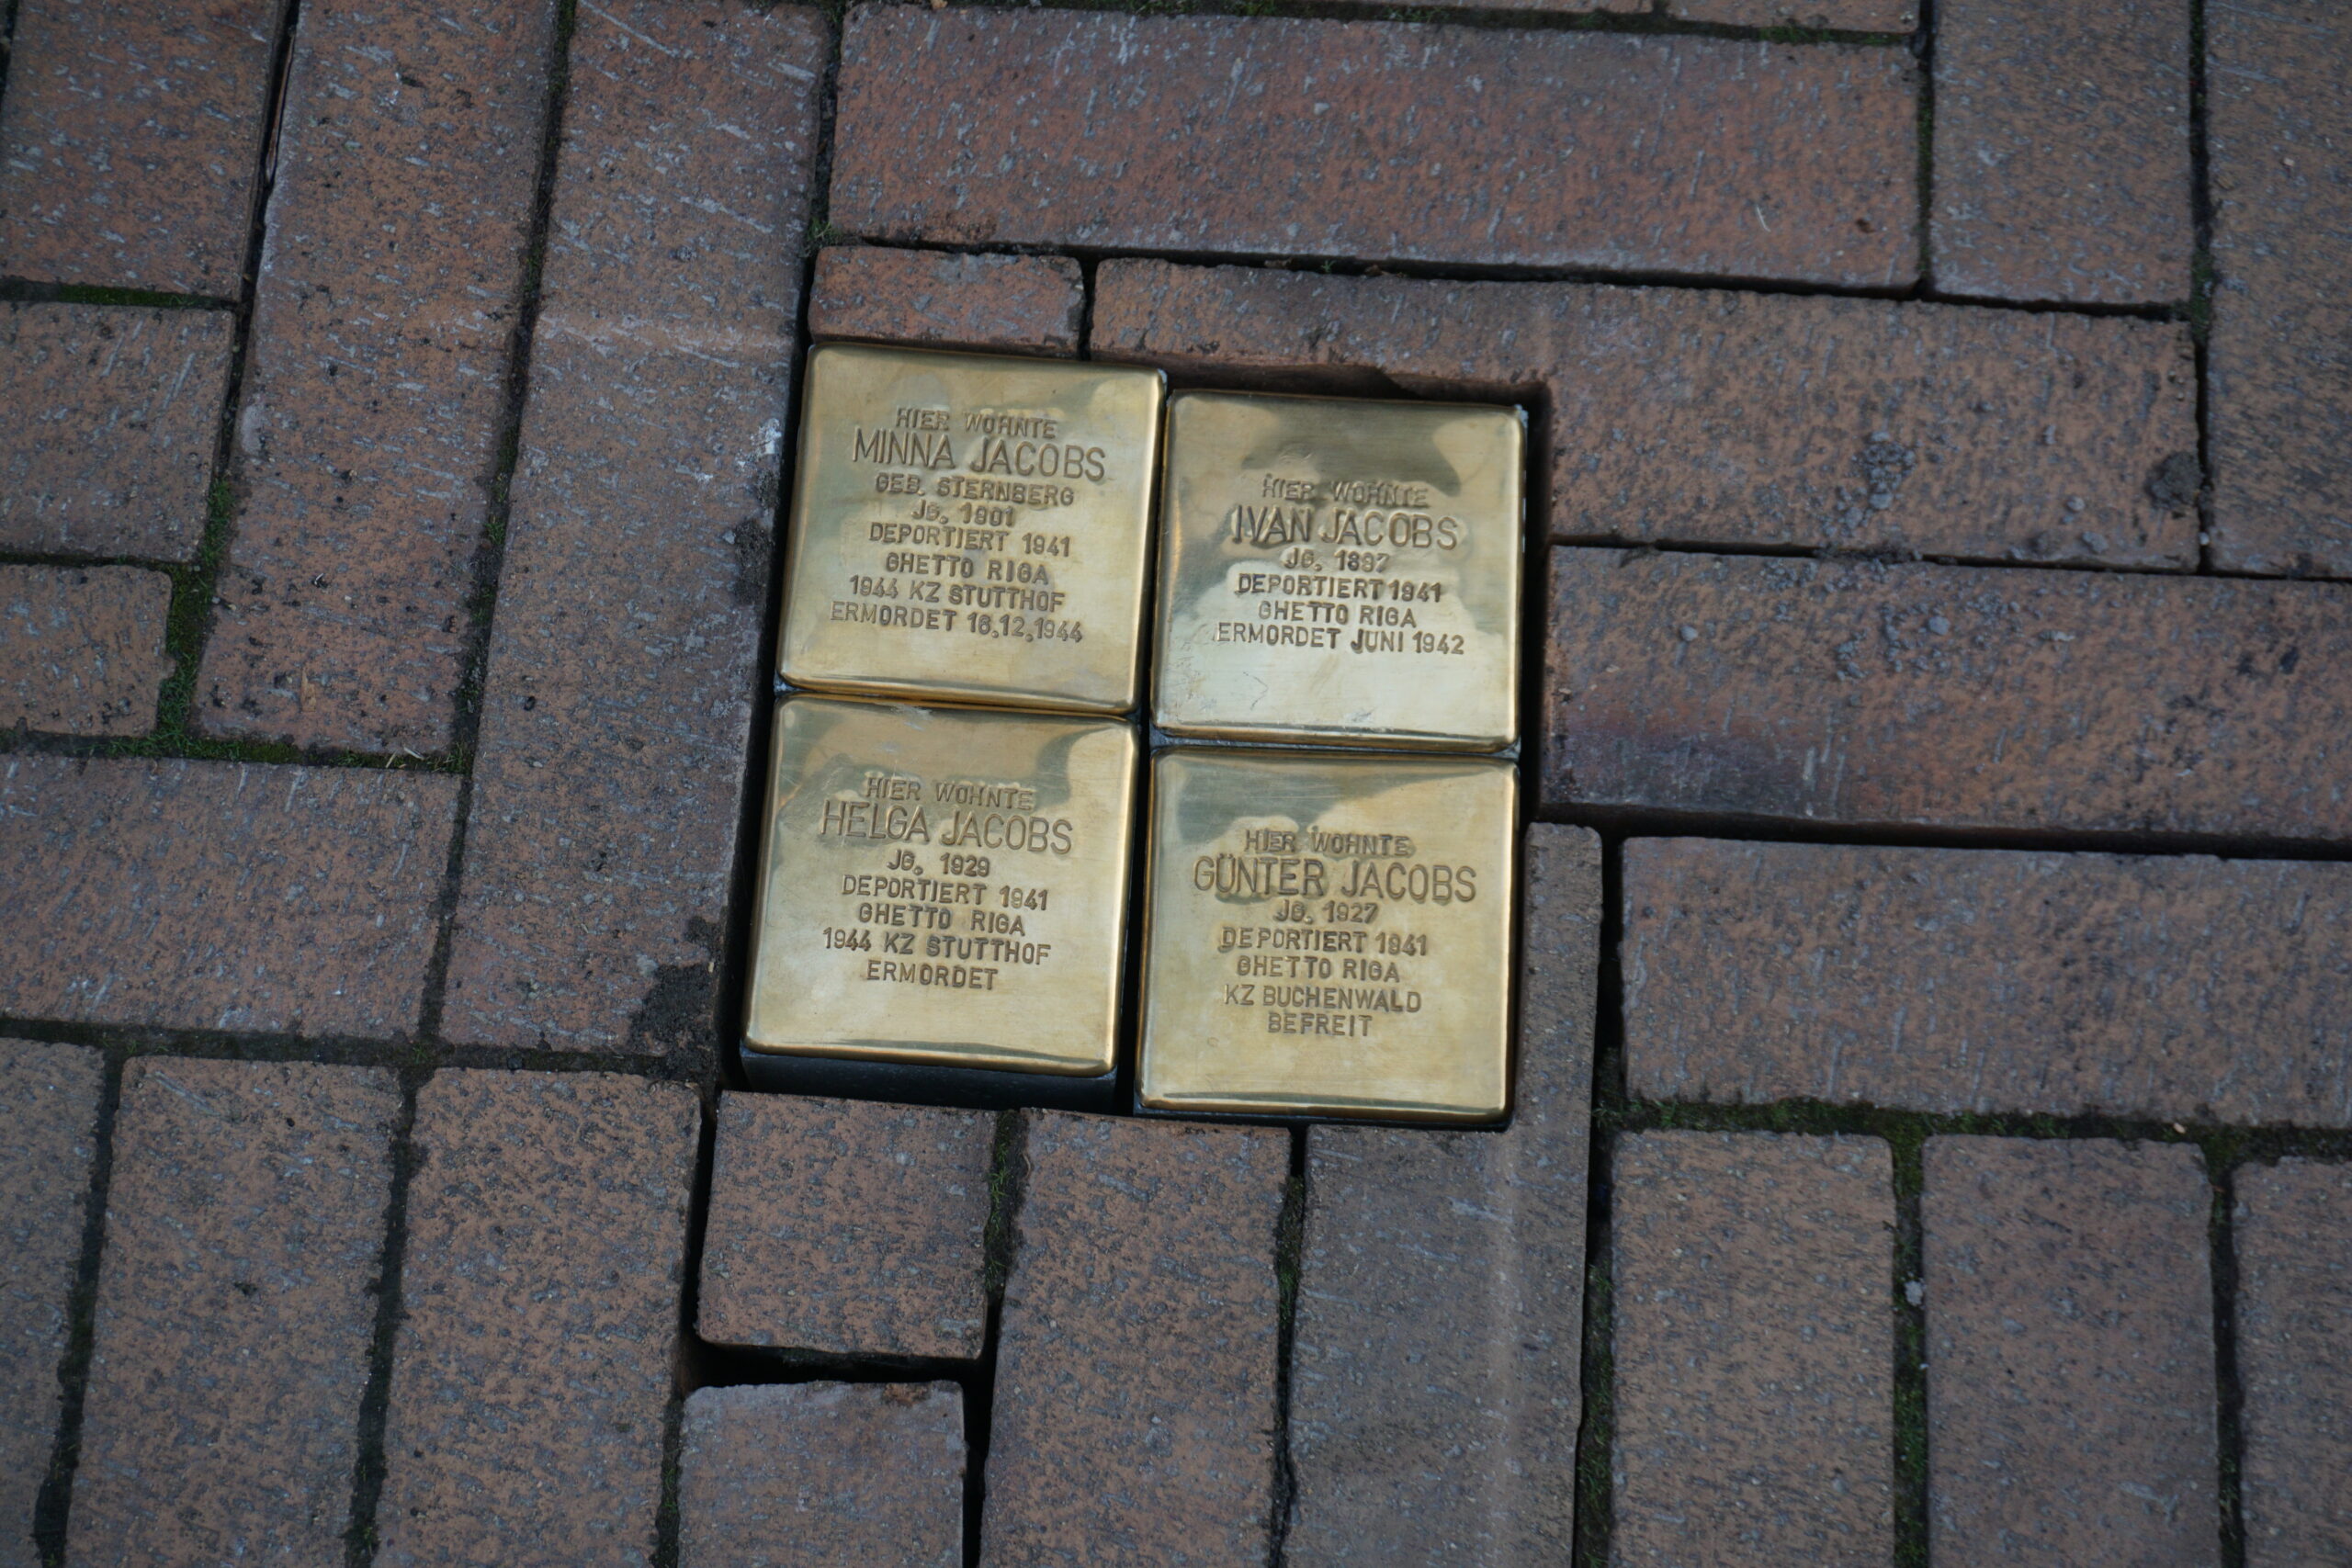 HIER WOHNTE
MINNA JACOBS
GEB. STERNBERG
JG. 1901
DEPORTIERT 1941
GHETTO RIGA
1944 KZ STUTTHOF
ERMORDET 16.12.1944
HIER WOHNTE
IVAN JACOBS
JG. 1897
DEPORTIERT 1941
GHETTO RIGA
ERMORDET JUNI 1942
HIER WOHNTE
HELGA JACOBS
JG. 1929
DEPORTIERT 1941
GHETTO RIGA
1944 KZ STUTTHOF
ERMORDET
HIER WOHNTE
GÜNTER JACOBS
JG. 1927
DEPORTIERT 1941
GHETTO RIGA
KZ BUCHENWALD
BEFREIT